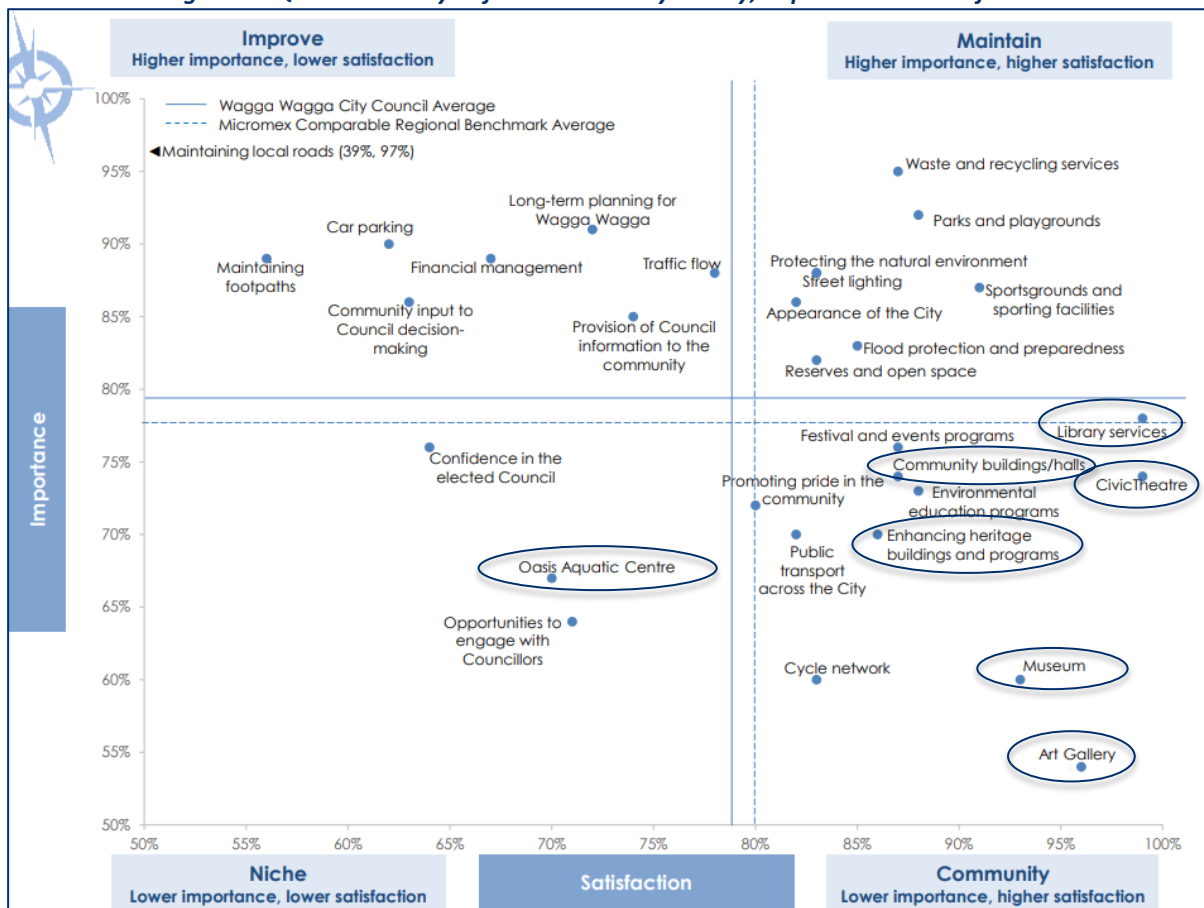 Improve
Higher importance, lower satisfaction
Maintain
Higher importance, higher satisfaction
100%
95%
90%
85%
80%
75%
70%
65%
60%
55%
50%
Wagga Wagga City Council Average
Micromex Comparable Regional Benchmark Average
◄Maintaining local roads (39%, 97%)
Waste and recycling services
Long-term planning for
Wagga Wagga
Parks and playgrounds
Car parking
Maintaining
footpaths
Financial management
Traffic flow
Protecting the natural environment
Street lighting
Sportsgrounds and
sporting facilities
Community input to
Council decision-
making
Provision of Council
information to the
community
Appearance of the City
Flood protection and preparedness
Reserves and open space
Importance
Library services
Festival and events programs
Confidence in the
elected Council
Community buildings/halls
CivicTheatre
Promoting pride in the
community
Environmental
education programs
Enhancing heritage
buildings and programs
Public
transport
across the City
Oasis Aquatic Centre
Opportunities to
engage with
Councillors
Cycle network
Museum
Art Gallery
50%
55%
60%
65%
70%
75%
80%
85%
90%
95%
100%
Niche
Lower importance, lower satisfaction
Satisfaction
Community
Lower importance, higher satisfaction